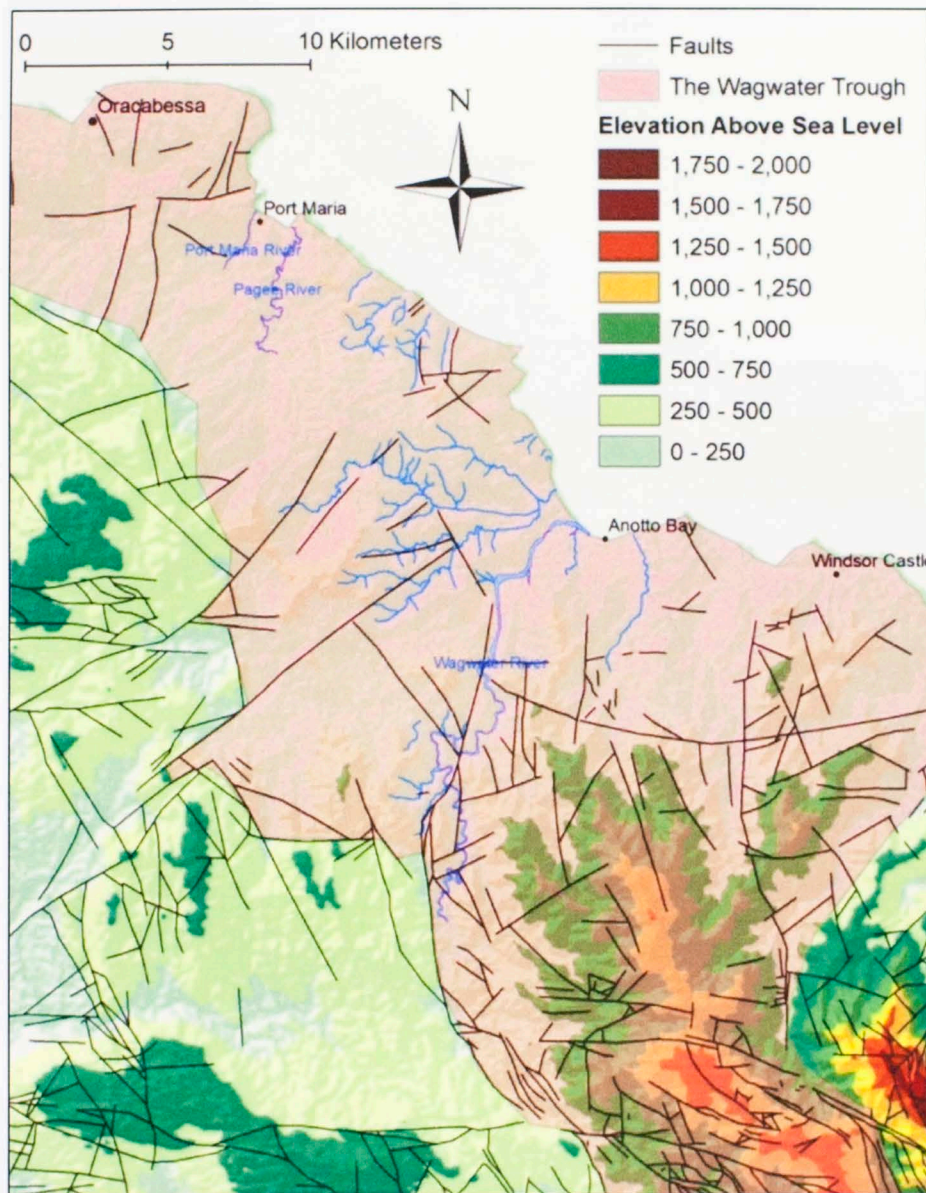 0 5 10 Kilometers
N
Faults
The Wagwater Trough
Elevation Above Sea Level
1,750 - 2,000
1,500 - 1,750
1,250 - 1,500
1,000 - 1,250
750 - 1,000
500 - 750
250 - 500
0 - 250
Oracabessa
Port Maria
Port Maria River
Pagee River
Anotto Bay
Windsor Castle
Wagwater River